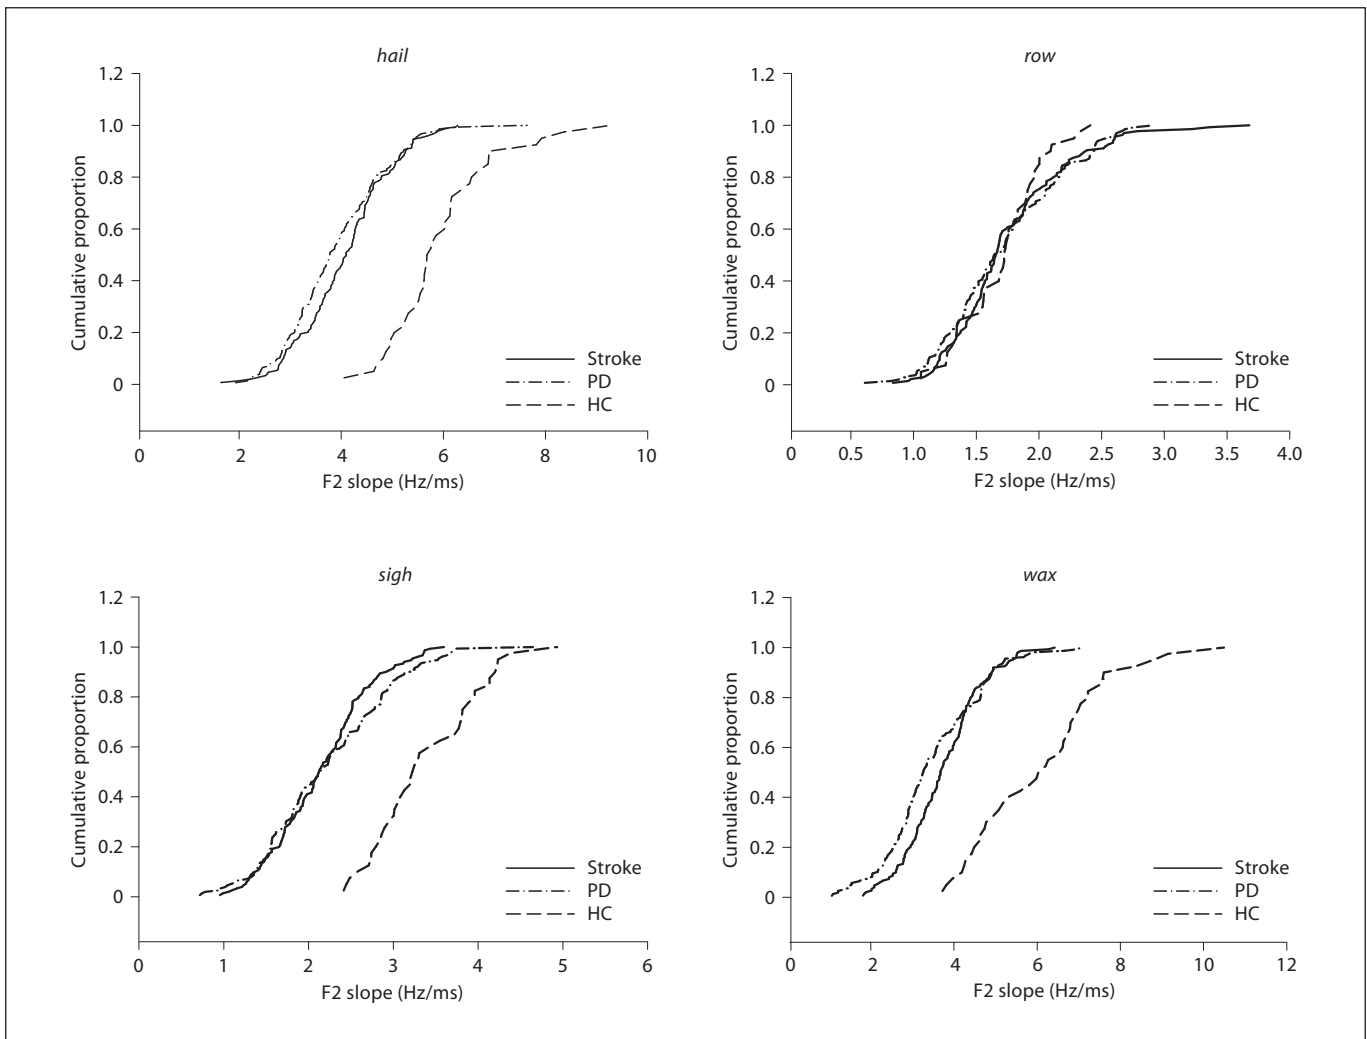 hail
1.2
1.0
0.8
0.6
0.4
0.2
0
Cumulative proportion
Stroke
PD
HC
0 2 4 6 8 10
F2 slope (Hz/ms)
row
1.2
1.0
0.8
0.6
0.4
0.2
0
Cumulative proportion
Stroke
PD
HC
0 0.5 1.0 1.5 2.0 2.5 3.0 3.5 4.0
F2 slope (Hz/ms)
sigh
1.2
1.0
0.8
0.6
0.4
0.2
0
Cumulative proportion
Stroke
PD
HC
0 1 2 3 4 5 6
F2 slope (Hz/ms)
wax
1.2
1.0
0.8
0.6
0.4
0.2
0
Cumulative proportion
Stroke
PD
HC
0 2 4 6 8 10 12
F2 slope (Hz/ms)